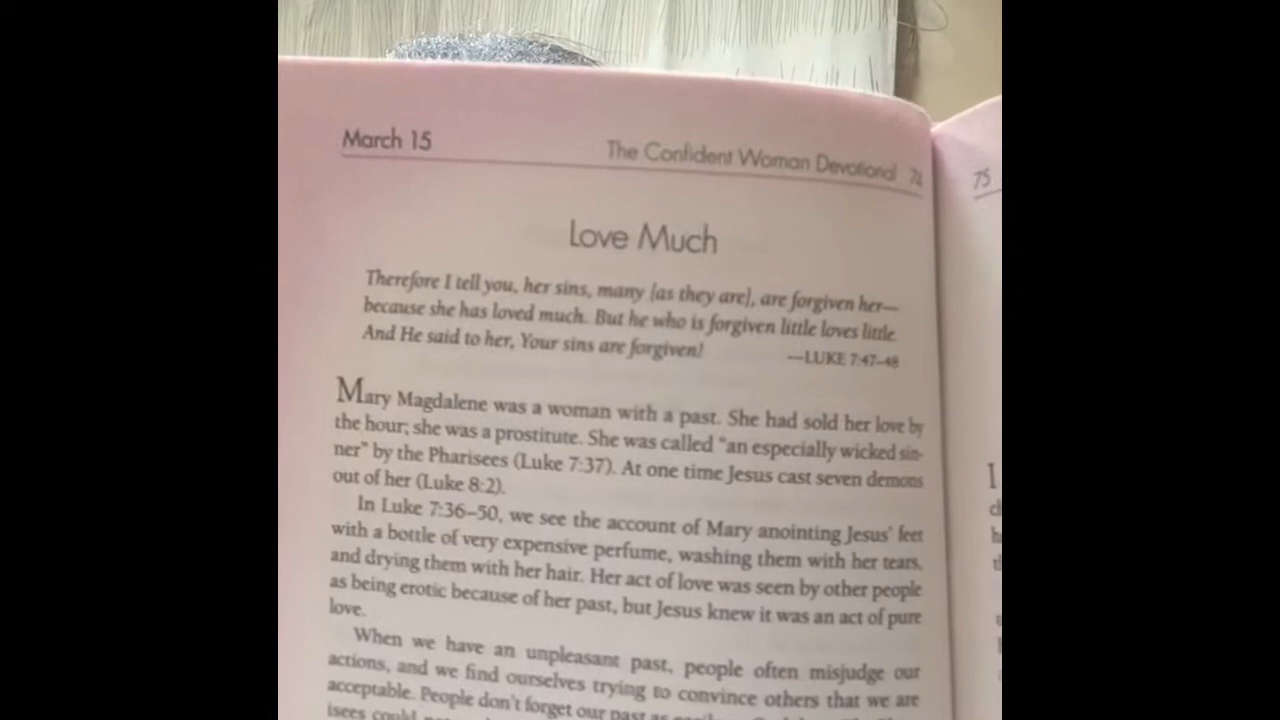 March 15
The Confident Woman Devotional 74
Love Much
Therefore I tell you, her sins, many [as they are], are forgiven her—
because she has loved much. But he who is forgiven little loves little.
And He said to her, Your sins are forgiven!
—LUKE 7:47–48
Mary Magdalene was a woman with a past. She had sold her love by
the hour; she was a prostitute. She was called “an especially wicked sin-
ner” by the Pharisees (Luke 7:37). At one time Jesus cast seven demons
out of her (Luke 8:2).
In Luke 7:36–50, we see the account of Mary anointing Jesus’ feet
with a bottle of very expensive perfume, washing them with her tears,
and drying them with her hair. Her act of love was seen by other people
as being erotic because of her past, but Jesus knew it was an act of pure
love.
When we have an unpleasant past, people often misjudge our
actions, and we find ourselves trying to convince others that we are
acceptable. People don’t forget our past as
isees could
75
I